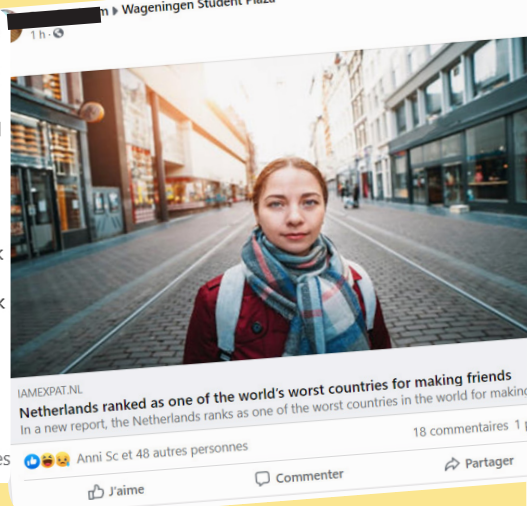 m ▸ Wageningen Student Plaza
1 h ·
IAMEXPAT.NL
Netherlands ranked as one of the world's worst countries for making friends
In a new report, the Netherlands ranks as one of the worst countries in the world for making
Anni Sc et 48 autres personnes
18 commentaires 1 p
J'aime
Commenter
Partager